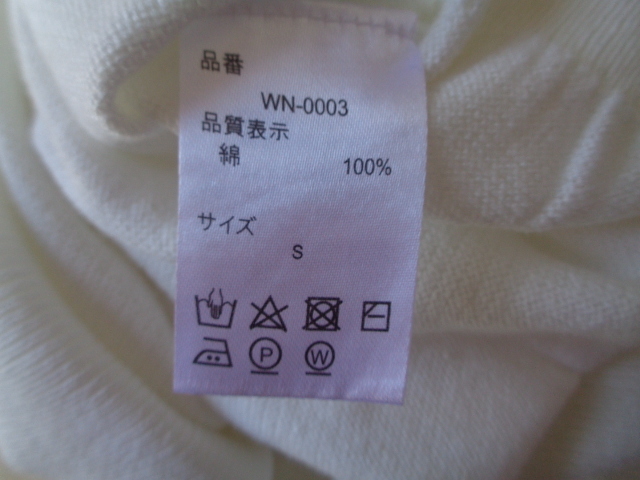 品番
WN-0003
品質表示
綿 100%
サイズ
S
P W